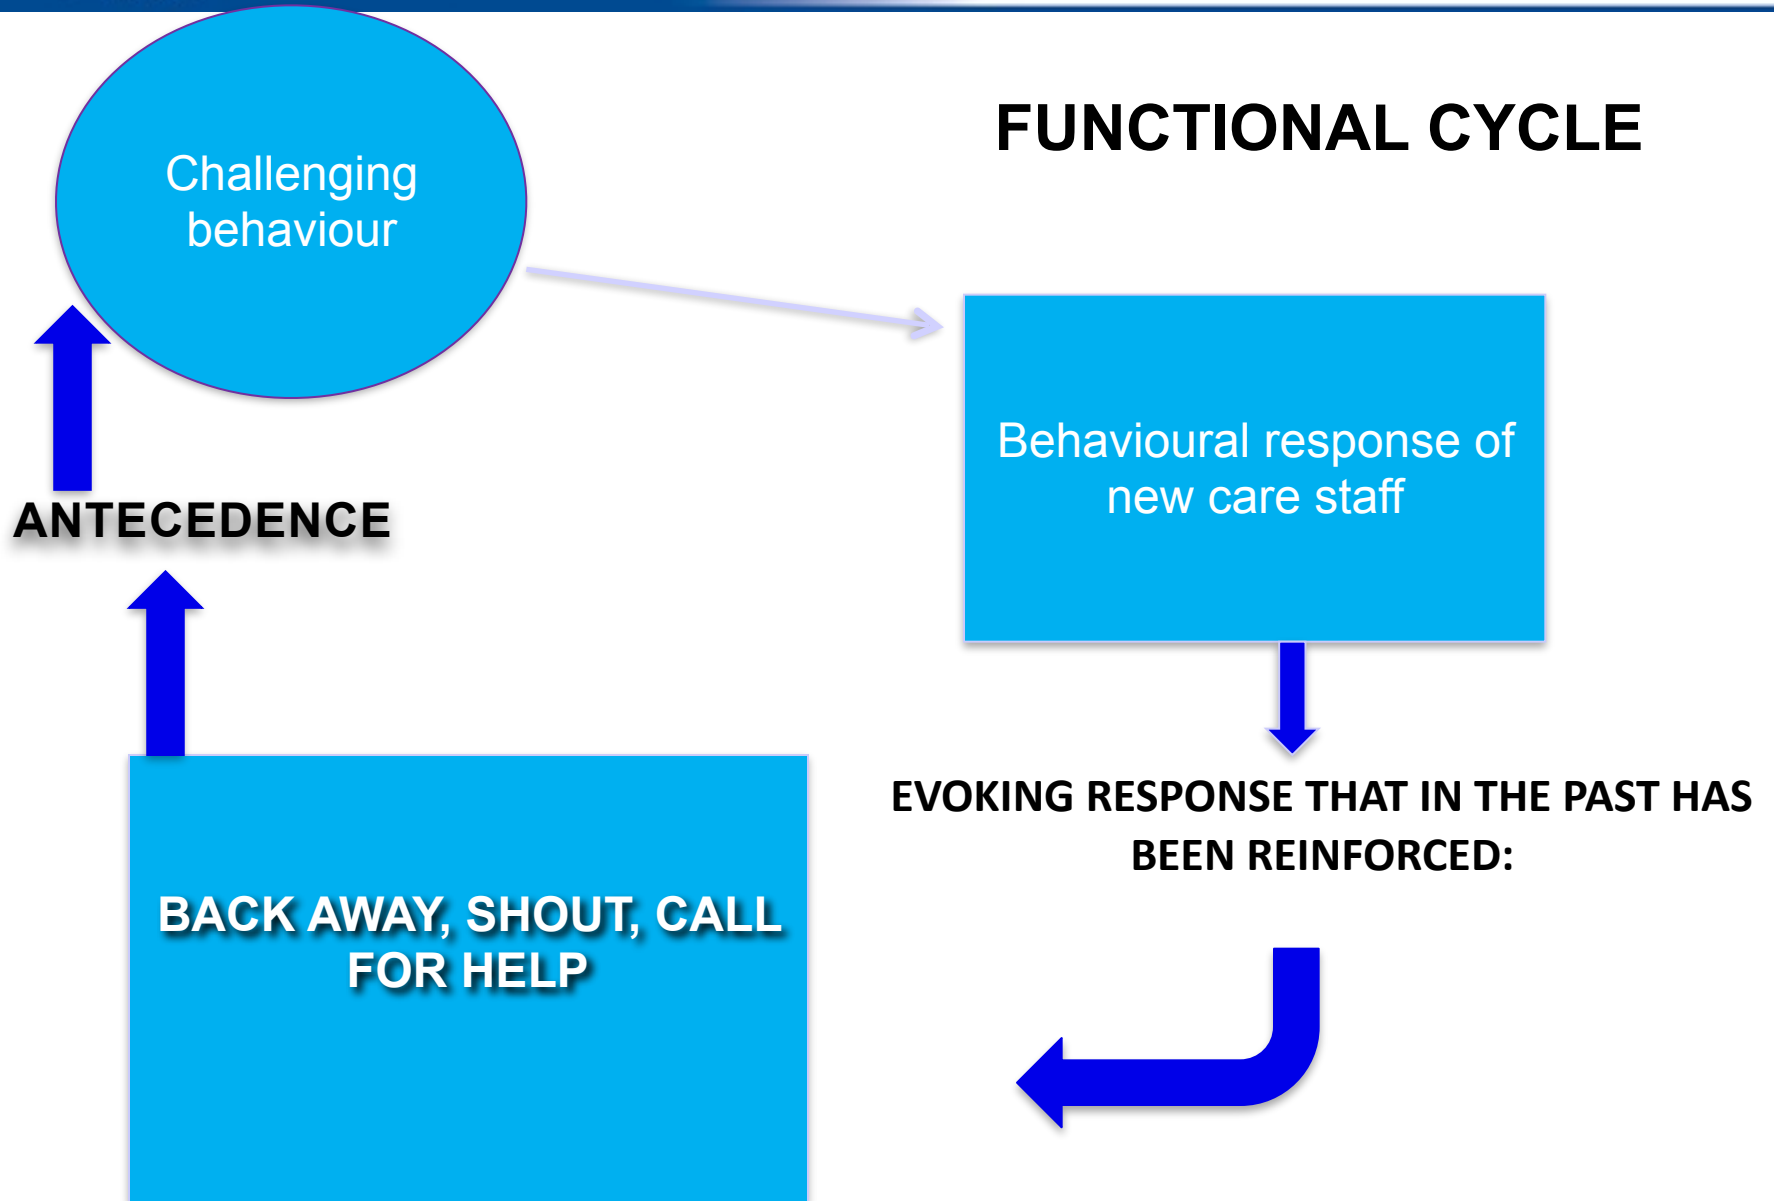 FUNCTIONAL CYCLE
Challenging
behaviour
Behavioural response of
new care staff
ANTECEDENCE
EVOKING RESPONSE THAT IN THE PAST HAS
BEEN REINFORCED:
BACK AWAY, SHOUT, CALL
FOR HELP